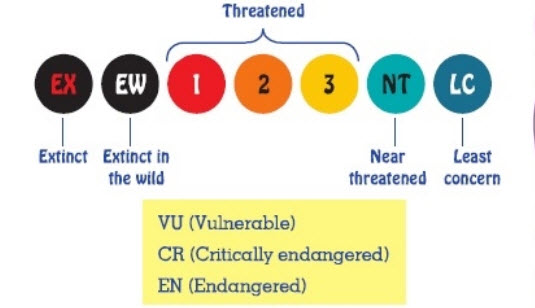 Threatened
EX EW 1 2 3 NT LC
Extinct Extinct in Near Least
the wild threatened concern
VU (Vulnerable)
CR (Critically endangered)
EN (Endangered)